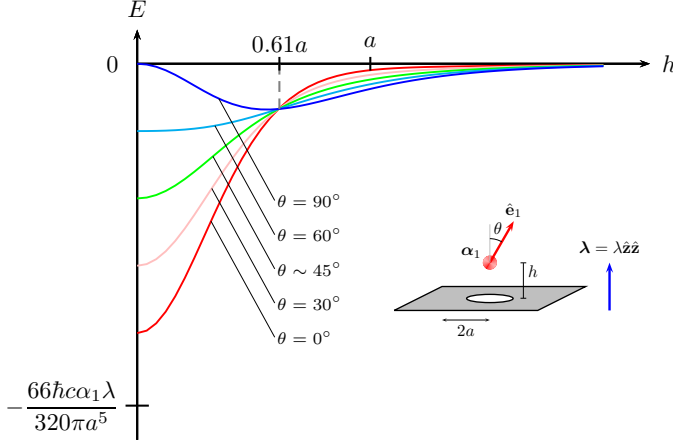 E
0.61a
a
0
h
θ = 90°
θ = 60°
θ ∼ 45°
θ = 30°
θ = 0°
ê₁
θ
α₁
λ = λẑẑ
h
2a
−66ħcα₁λ
320πa⁵